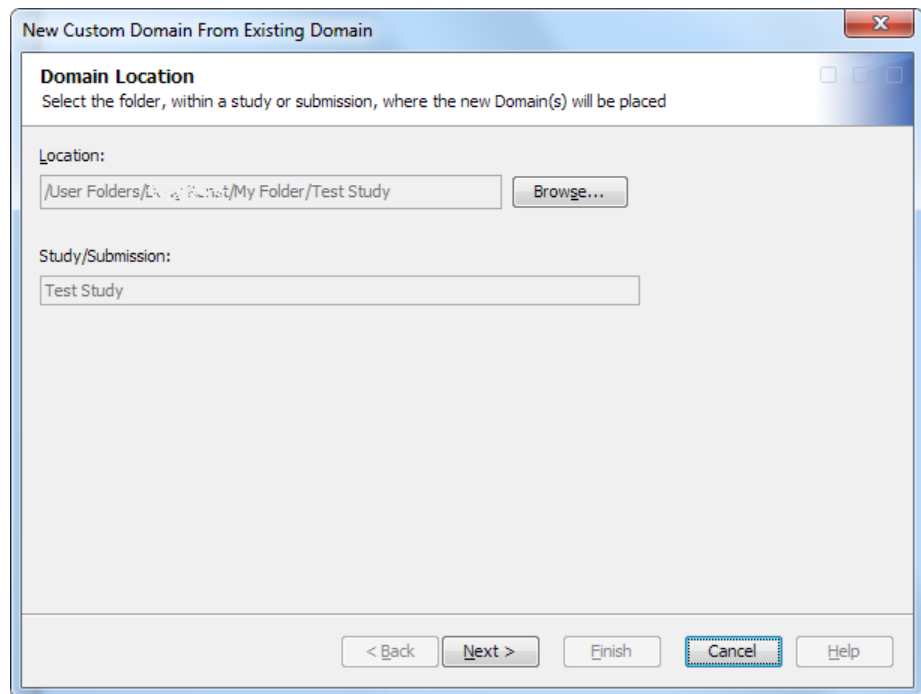 New Custom Domain From Existing Domain
Domain Location
Select the folder, within a study or submission, where the new Domain(s) will be placed
Location:
/User Folders/ /My Folder/Test Study
Browse...
Study/Submission:
Test Study
< Back Next > Finish Cancel Help